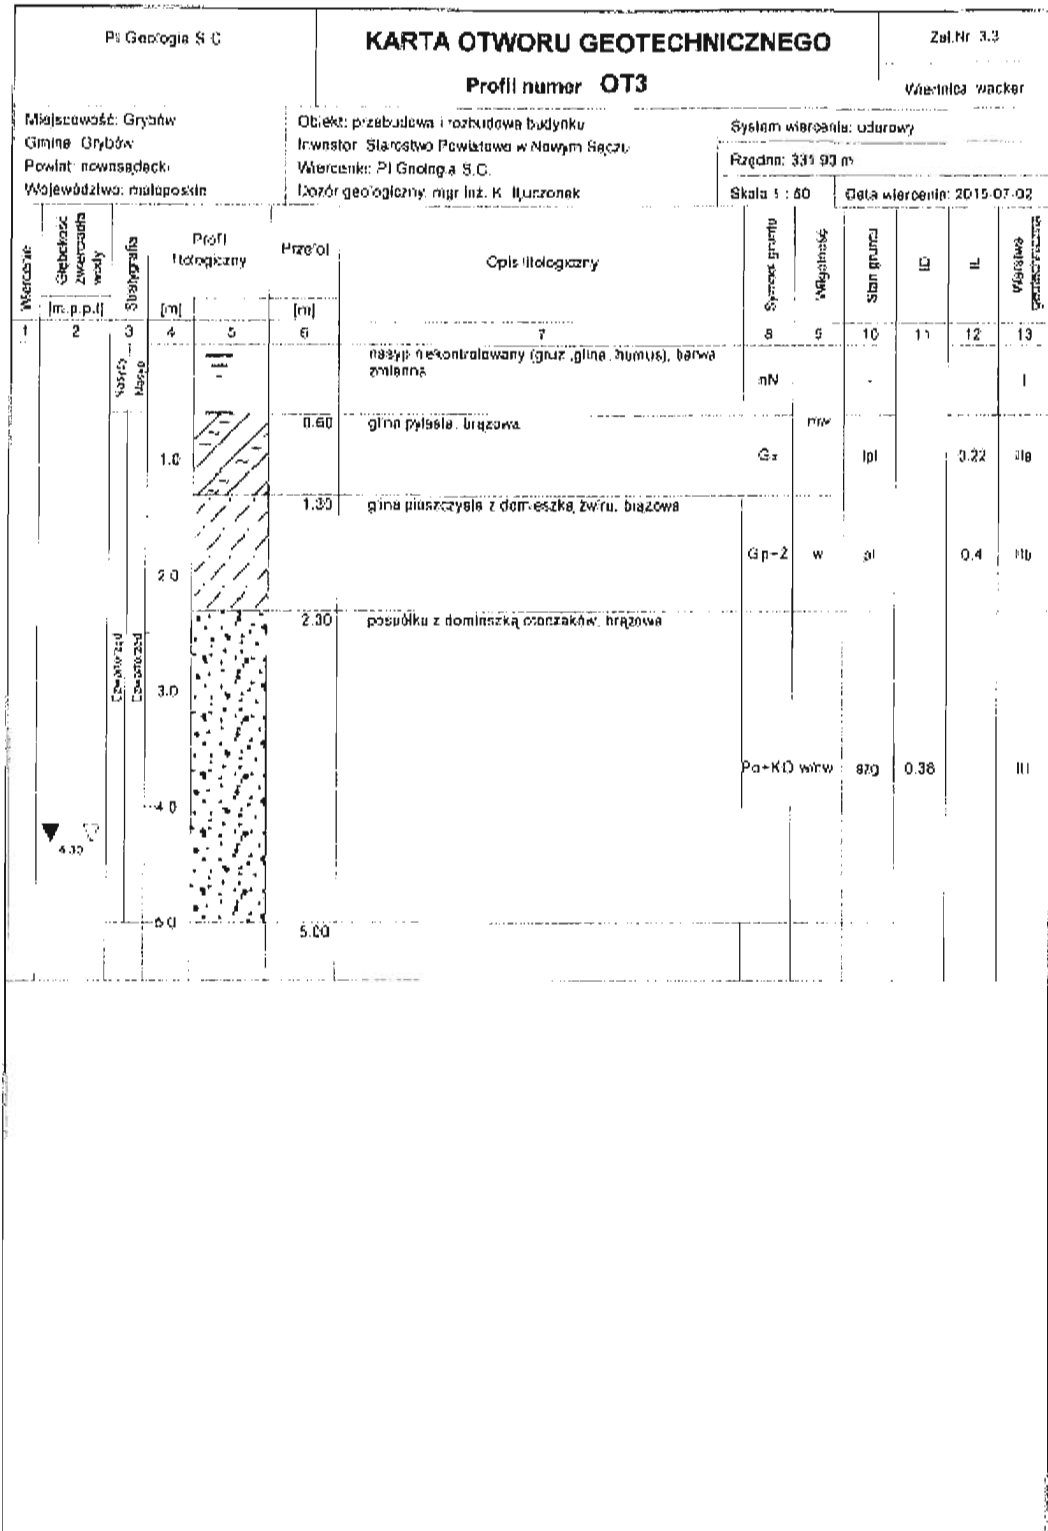 KARTA OTWORU GEOTECHNICZNEGO
Profil numer OT3
Zał.Nr 3.3
Wiertnica wacker
Miejscowość: Grybów
Gmina: Grybów
Powiat: nowosądecki
Województwo: małopolskie
Obiekt: przebudowa i rozbudowa budynku
Inwestor: Starostwo Powiatowe w Nowym Sączu
Wiercenie: PI Geologia S.C.
Dozór geologiczny: mgr inż. K.
System wiercenia: udarowy
Rzędna: 331.93 m
Skala 1 : 50
Data wiercenia: 2015-07-02
Wiercenie
Głębokość zwierciadła wody
[m.p.p.t]
Stratygrafia
Profil litologiczny
[m]
Przelot
[m]
Opis litologiczny
Symbol gruntu
Wilgotność
Stan gruntu
ID
IL
Warstwa geotechniczna
1 2 3 4 5 6 7 8 9 10 11 12 13
Nasypy
Nasyp
nasyp niekontrolowany (gruz ,glina, humus), barwa
zmienna
nN
-
I
0.60
glina pylasta, brązowa
mw
1.0
lpl
0.22
IIa
1.30
glina piaszczysta z domieszką żwiru, brązowa
2.0
Gp+Ż
w
pl
0.4
IIb
2.30
pospółka z domieszką otoczaków, brązowa
Czwartorzęd
Czwartorzęd
3.0
Po+KO
szg
0.38
III
4.0
5.0
5.00